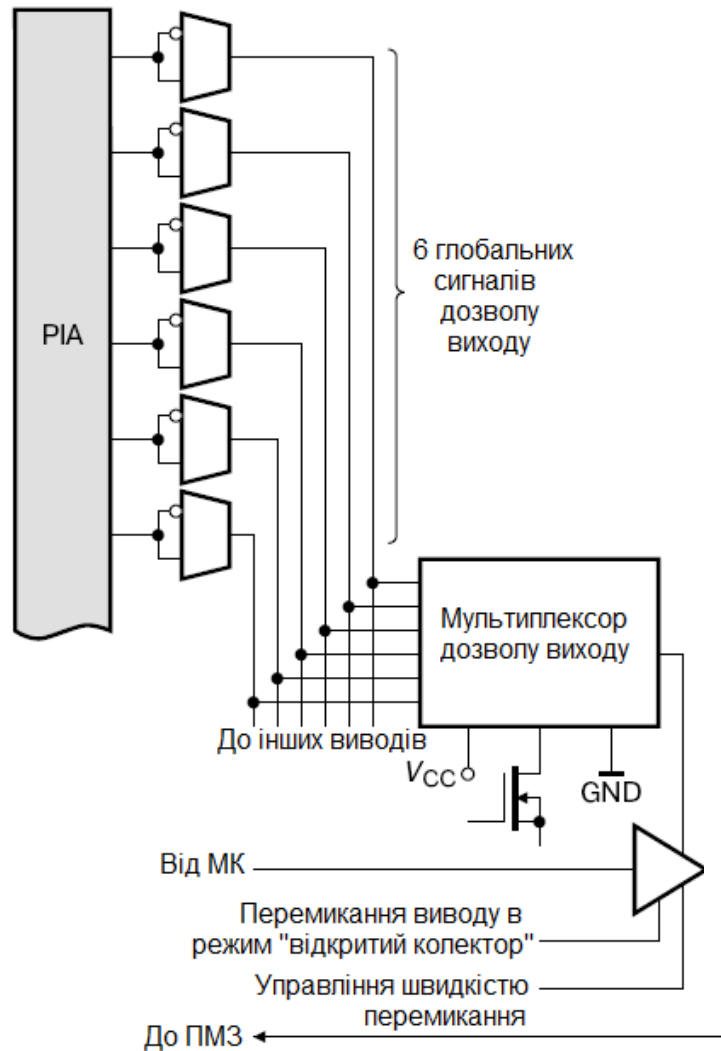 PIA
6 глобальних
сигналів
дозволу
виходу
Мультиплексор
дозволу виходу
До інших виводів
VCC
GND
Від МК
Перемикання виводу в
режим "відкритий колектор"
Управління швидкістю
перемикання
До ПМЗ